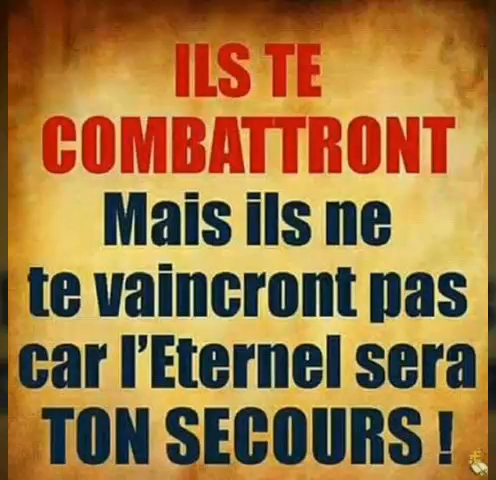 ILS TE
COMBATTRONT
Mais ils ne
te vaincront pas
car l'Eternel sera
TON SECOURS !